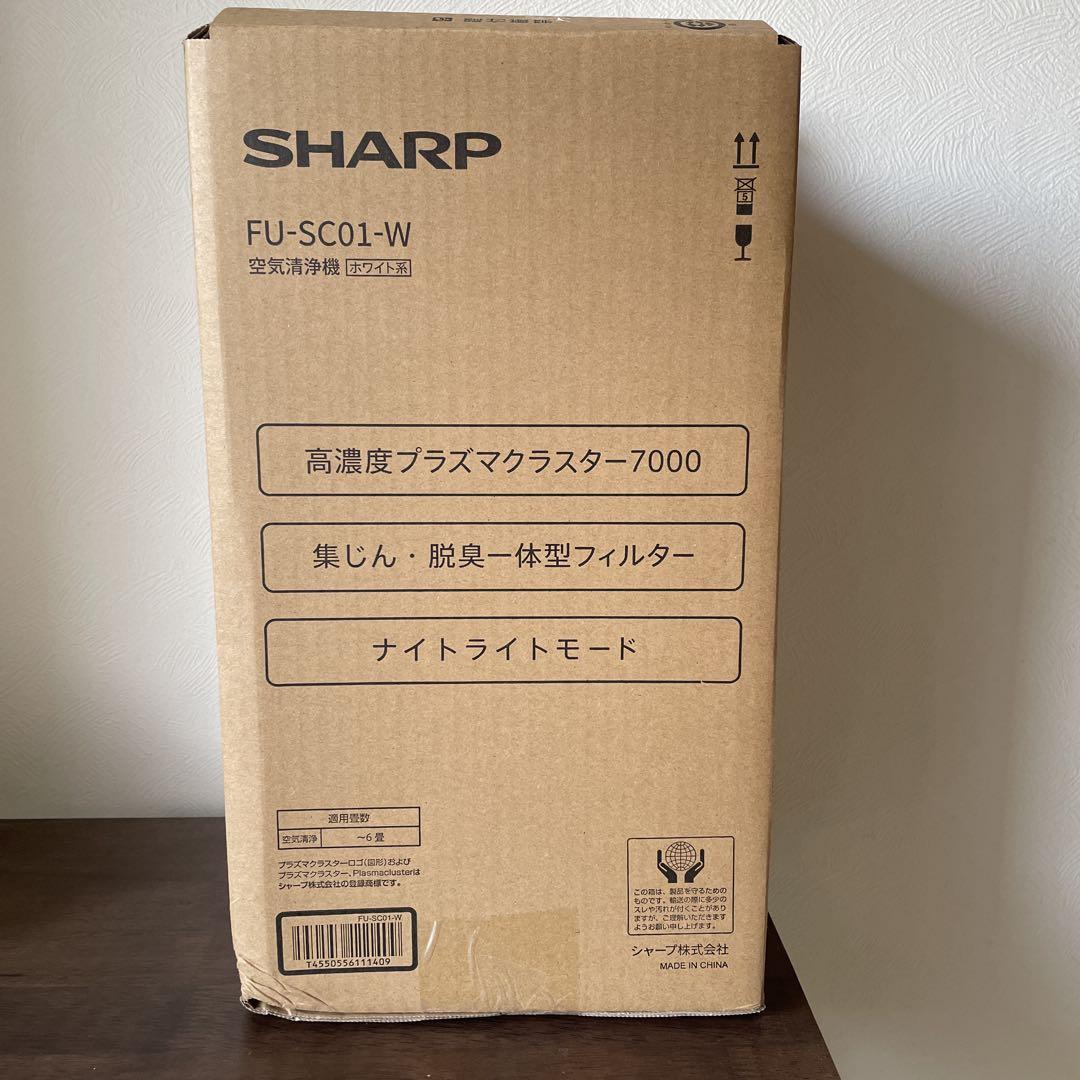 SHARP
FU-SC01-W
空気清浄機 ホワイト系
5
高濃度プラズマクラスター7000
集じん・脱臭一体型フィルター
ナイトライトモード
適用畳数
空気清浄 ～6畳
プラズマクラスターロゴ(図形)および
プラズマクラスター、Plasmaclusterは
シャープ株式会社の登録商標です。
FU-SC01-W
T4550556111409
この箱は、製品を守るための
ものです。輸送の際に多少の
スレや汚れが付くことがあり
ますが、ご理解いただきます
ようお願い申し上げます。
シャープ株式会社
MADE IN CHINA